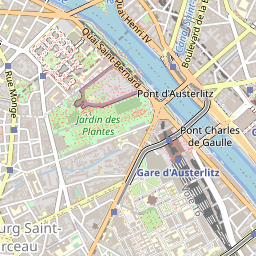 Quai Henri IV
Boulevard de la B
Quai Saint-Bernard
Rue Monge
Pont d'Austerlitz
Jardin des
Plantes
Pont Charles
de Gaulle
Gare d'Austerlitz
urg Saint-
rceau